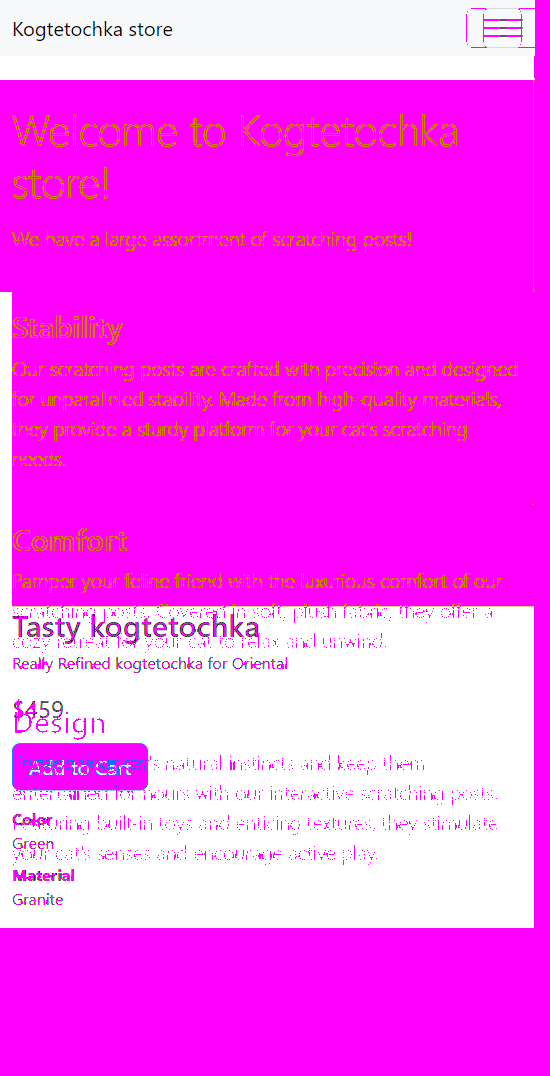 Kogtetochka store
Welcome to Kogtetochka
store!
We have a large assortment of scratching posts!
Stability
Our scratching posts are crafted with precision and designed
for unparalleled stability. Made from high-quality materials,
they provide a sturdy platform for your cat's scratching
needs.
Comfort
Pamper your feline friend with the luxurious comfort of our
scratching posts. Covered in soft, plush fabric, they offer a
Tasty kogtetochka
cozy retreat for your cat to relax and unwind.
Really Refined kogtetochka for Oriental
$459
Design
cat's natural instincts and keep them
Add to Cart
entertained for hours with our interactive scratching posts.
Color
Featuring built-in toys and enticing textures, they stimulate
Green
your cat's senses and encourage active play.
Material
Granite